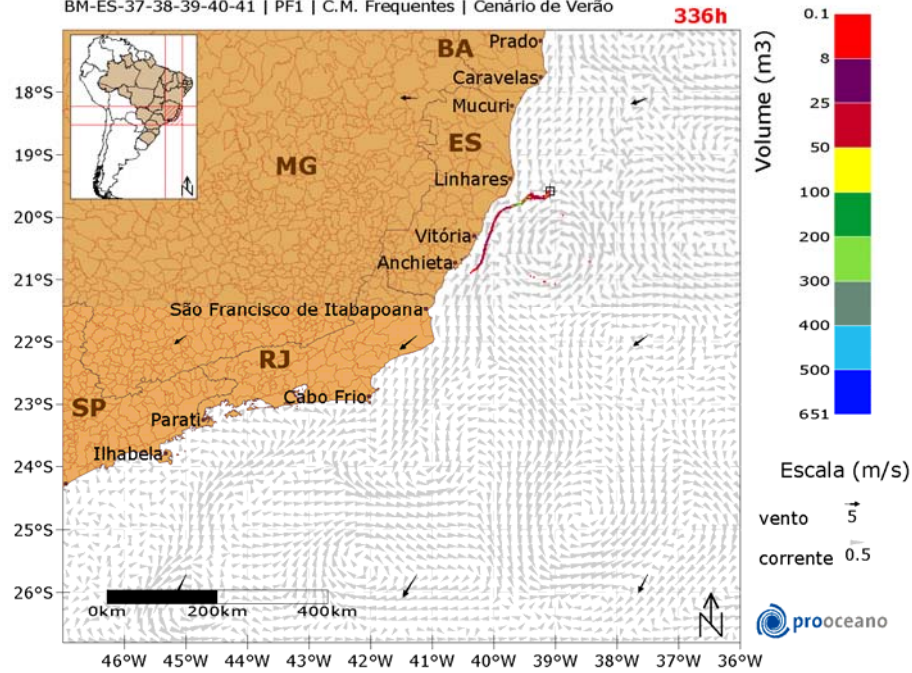 BM-ES-37-38-39-40-41 | PF1 | C.M. Frequentes | Cenário de Verão
336h
BA
Prado
Caravelas
Mucuri
ES
MG
Linhares
Vitória
Anchieta
São Francisco de Itabapoana
RJ
Cabo Frio
SP
Parati
Ilhabela
18°S
19°S
20°S
21°S
22°S
23°S
24°S
25°S
26°S
0km 200km 400km
N
N
46°W 45°W 44°W 43°W 42°W 41°W 40°W 39°W 38°W 37°W 36°W
Volume (m3)
0.1
8
25
50
100
200
300
400
500
651
Escala (m/s)
vento 5
corrente 0.5
prooceano